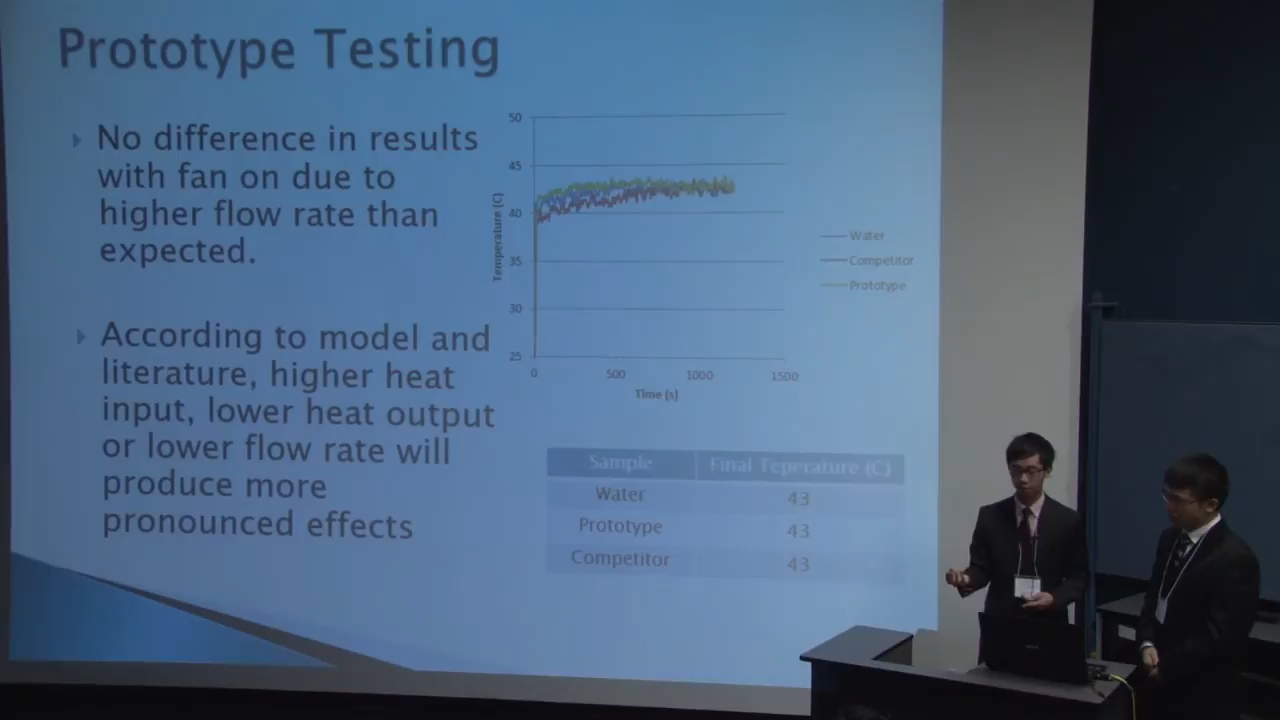 Prototype Testing
No difference in results
with fan on due to
higher flow rate than
expected.
According to model and
literature, higher heat
input, lower heat output
or lower flow rate will
produce more
pronounced effects
50
45
40
35
30
25
Temperature (C)
0 500 1000 1500
Time (s)
Water
Competitor
Prototype
Sample Final Teperature (C)
Water 43
Prototype 43
Competitor 43